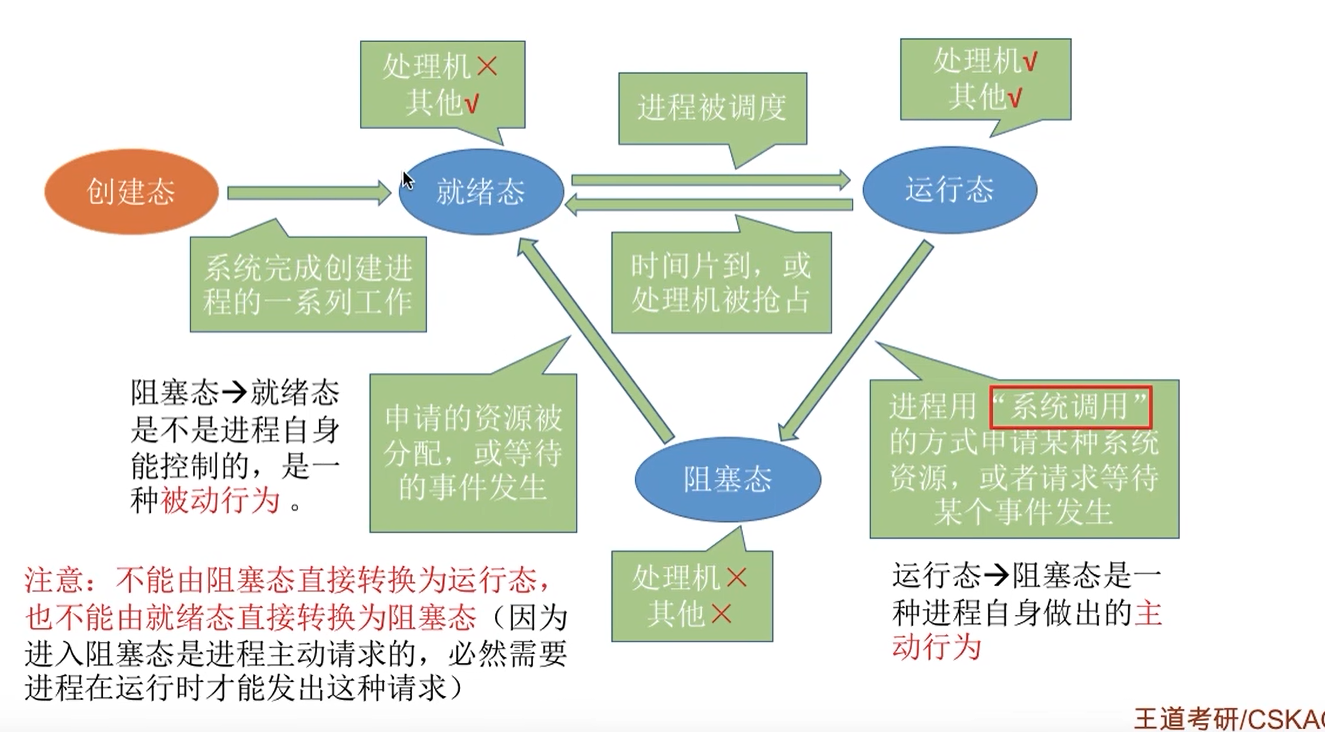 处理机×
其他√
进程被调度
处理机√
其他√
创建态
就绪态
运行态
系统完成创建进
程的一系列工作
时间片到，或
处理机被抢占
阻塞态→就绪态
是不是进程自身
能控制的，是一
种被动行为 。
申请的资源被
分配，或等待
的事件发生
进程用“系统调用”
的方式申请某种系统
资源，或者请求等待
某个事件发生
阻塞态
处理机×
其他×
运行态→阻塞态是一
种进程自身做出的主
动行为
注意：不能由阻塞态直接转换为运行态，
也不能由就绪态直接转换为阻塞态（因为
进入阻塞态是进程主动请求的，必然需要
进程在运行时才能发出这种请求）
王道考研/CSKAO